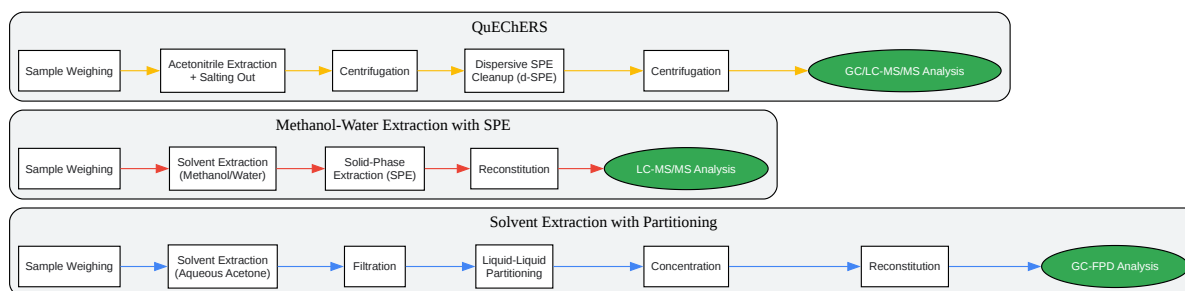 QuEChERS
Sample Weighing
Acetonitrile Extraction
+ Salting Out
Centrifugation
Dispersive SPE
Cleanup (d-SPE)
Centrifugation
GC/LC-MS/MS Analysis
Methanol-Water Extraction with SPE
Sample Weighing
Solvent Extraction
(Methanol/Water)
Solid-Phase
Extraction (SPE)
Reconstitution
LC-MS/MS Analysis
Solvent Extraction with Partitioning
Sample Weighing
Solvent Extraction
(Aqueous Acetone)
Filtration
Liquid-Liquid
Partitioning
Concentration
Reconstitution
GC-FPD Analysis